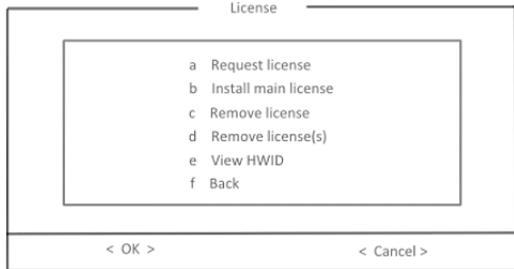 License
a Request license
b Install main license
c Remove license
d Remove license(s)
e View HWID
f Back
< OK > < Cancel >